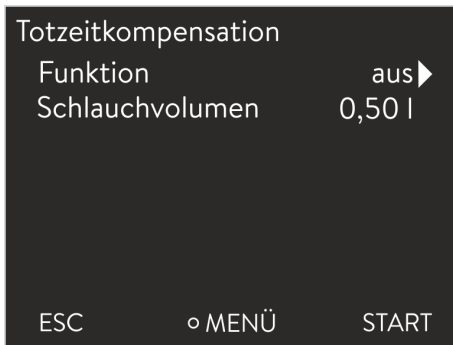 Totzeitkompensation
Funktion aus
Schlauchvolumen 0,50 l
ESC MENÜ START